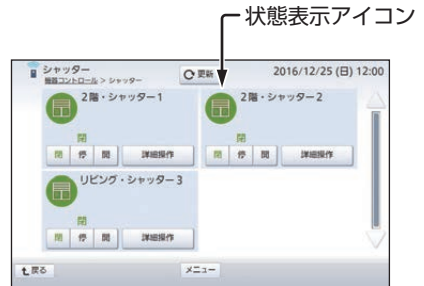 状態表示アイコン
シャッター
機器コントロール > シャッター
更新
2016/12/25 (日) 12:00
2階・シャッター1
閉
閉 停 開 詳細操作
2階・シャッター2
閉
閉 停 開 詳細操作
リビング・シャッター3
閉
閉 停 開 詳細操作
戻る
メニュー